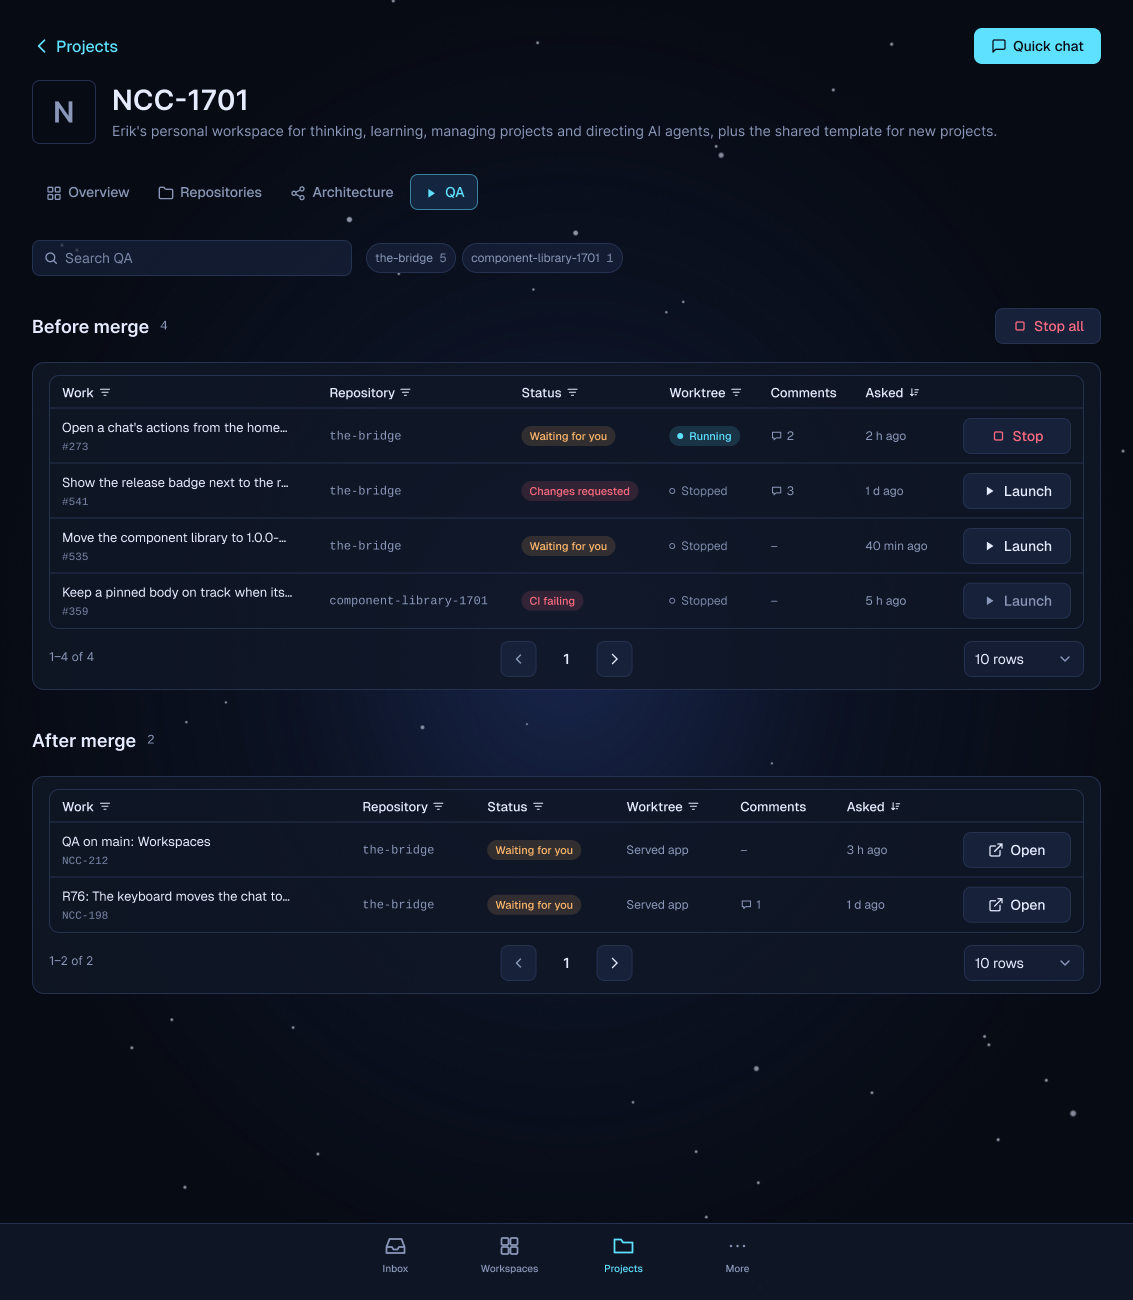 Projects
Quick chat
N
NCC-1701
Erik's personal workspace for thinking, learning, managing projects and directing AI agents, plus the shared template for new projects.
Overview Repositories Architecture QA
Search QA the-bridge 5 component-library-1701 1
Before merge 4
Stop all
Work Repository Status Worktree Comments Asked
Open a chat's actions from the home…
#273
the-bridge Waiting for you Running 2 2 h ago Stop
Show the release badge next to the r…
#541
the-bridge Changes requested Stopped 3 1 d ago Launch
Move the component library to 1.0.0-…
#535
the-bridge Waiting for you Stopped – 40 min ago Launch
Keep a pinned body on track when its…
#359
component-library-1701 CI failing Stopped – 5 h ago Launch
1–4 of 4 1 10 rows
After merge 2
Work Repository Status Worktree Comments Asked
QA on main: Workspaces
NCC-212
the-bridge Waiting for you Served app – 3 h ago Open
R76: The keyboard moves the chat to…
NCC-198
the-bridge Waiting for you Served app 1 1 d ago Open
1–2 of 2 1 10 rows
Inbox Workspaces Projects More